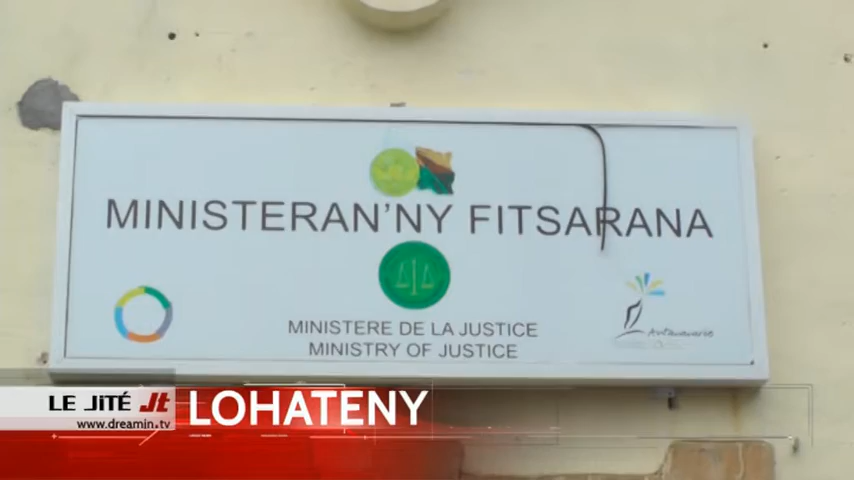 MINISTERAN'NY FITSARANA
MINISTERE DE LA JUSTICE
MINISTRY OF JUSTICE
LE JiTÉ Jt
www.dreamin.tv
LOHATENY